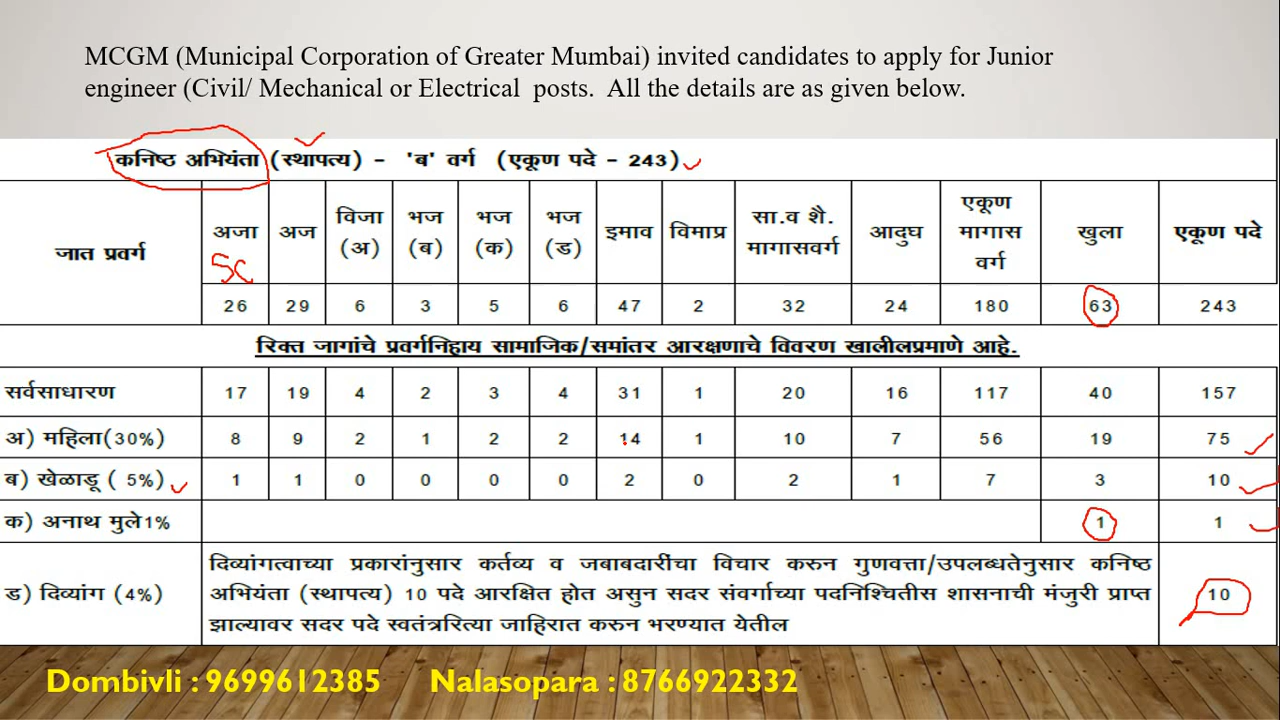 MCGM (Municipal Corporation of Greater Mumbai) invited candidates to apply for Junior
engineer (Civil/ Mechanical or Electrical posts. All the details are as given below.
कनिष्ठ अभियंता (स्थापत्य) - 'ब' वर्ग (एकूण पदे - 243)
जात प्रवर्ग अजा अज विजा (अ) भज (ब) भज (क) भज (ड) इमाव विमाप्र सा.व शै. मागासवर्ग आदुघ एकूण मागास वर्ग खुला एकूण पदे
SC
26 29 6 3 5 6 47 2 32 24 180 63 243
रिक्त जागांचे प्रवर्गनिहाय सामाजिक/समांतर आरक्षणाचे विवरण खालीलप्रमाणे आहे.
सर्वसाधारण 17 19 4 2 3 4 31 1 20 16 117 40 157
अ) महिला(30%) 8 9 2 1 2 2 14 1 10 7 56 19 75
ब) खेळाडू ( 5%) 1 1 0 0 0 0 2 0 2 1 7 3 10
क) अनाथ मुले1% 1 1
ड) दिव्यांग (4%) दिव्यांगत्वाच्या प्रकारांनुसार कर्तव्य व जबाबदारींचा विचार करुन गुणवत्ता/उपलब्धतेनुसार कनिष्ठ
अभियंता (स्थापत्य) 10 पदे आरक्षित होत असुन सदर संवर्गाच्या पदनिश्चितीस शासनाची मंजुरी प्राप्त 10
झाल्यावर सदर पदे स्वतंत्ररित्या जाहिरात करुन भरण्यात येतील
Dombivli : 9699612385 Nalasopara : 8766922332